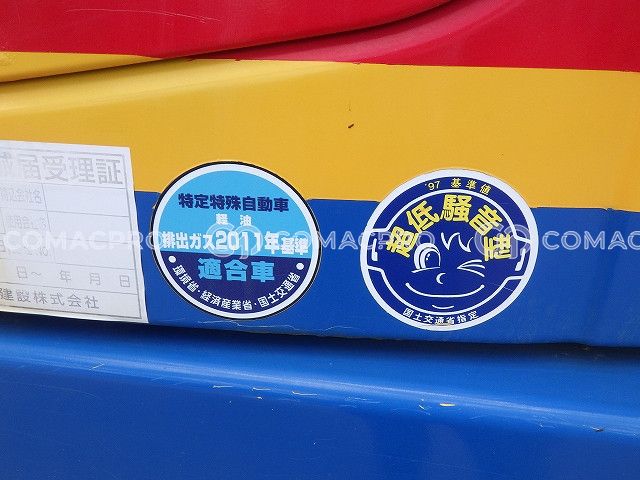 届受理証
日～ 年 月 日
建設株式会社
特定特殊自動車
軽油
排出ガス2011年基準
適合車
環境省・経済産業省・国土交通省
'97 基準値
超低騒音型
国土交通省指定
COMACPRO
COMACPRO
COMACPRO